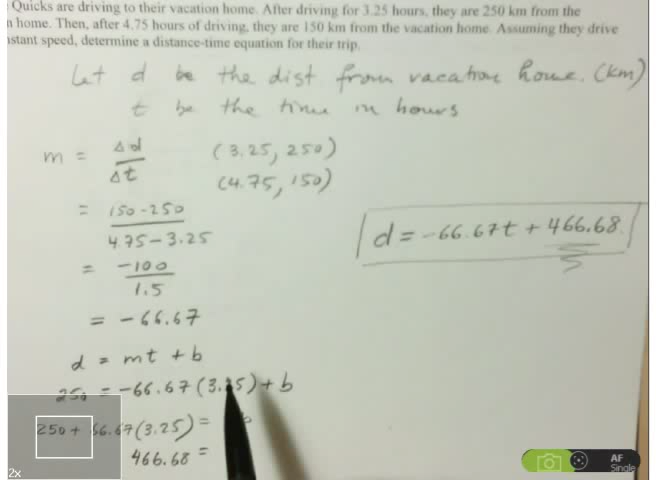 : Quicks are driving to their vacation home. After driving for 3.25 hours, they are 250 km from the
n home. Then, after 4.75 hours of driving, they are 150 km from the vacation home. Assuming they drive
nstant speed, determine a distance-time equation for their trip.
Let d be the dist from vacation home. (km)
t be the time in hours
m = Δd/Δt (3.25, 250)
(4.75, 150)
= 150-250 / 4.75-3.25
d = -66.67t + 466.68
= -100/1.5
= -66.67
d = mt + b
250 = -66.67(3.25)+b
250 + 66.67(3.25) = b
466.68 =
2x
AF
Single